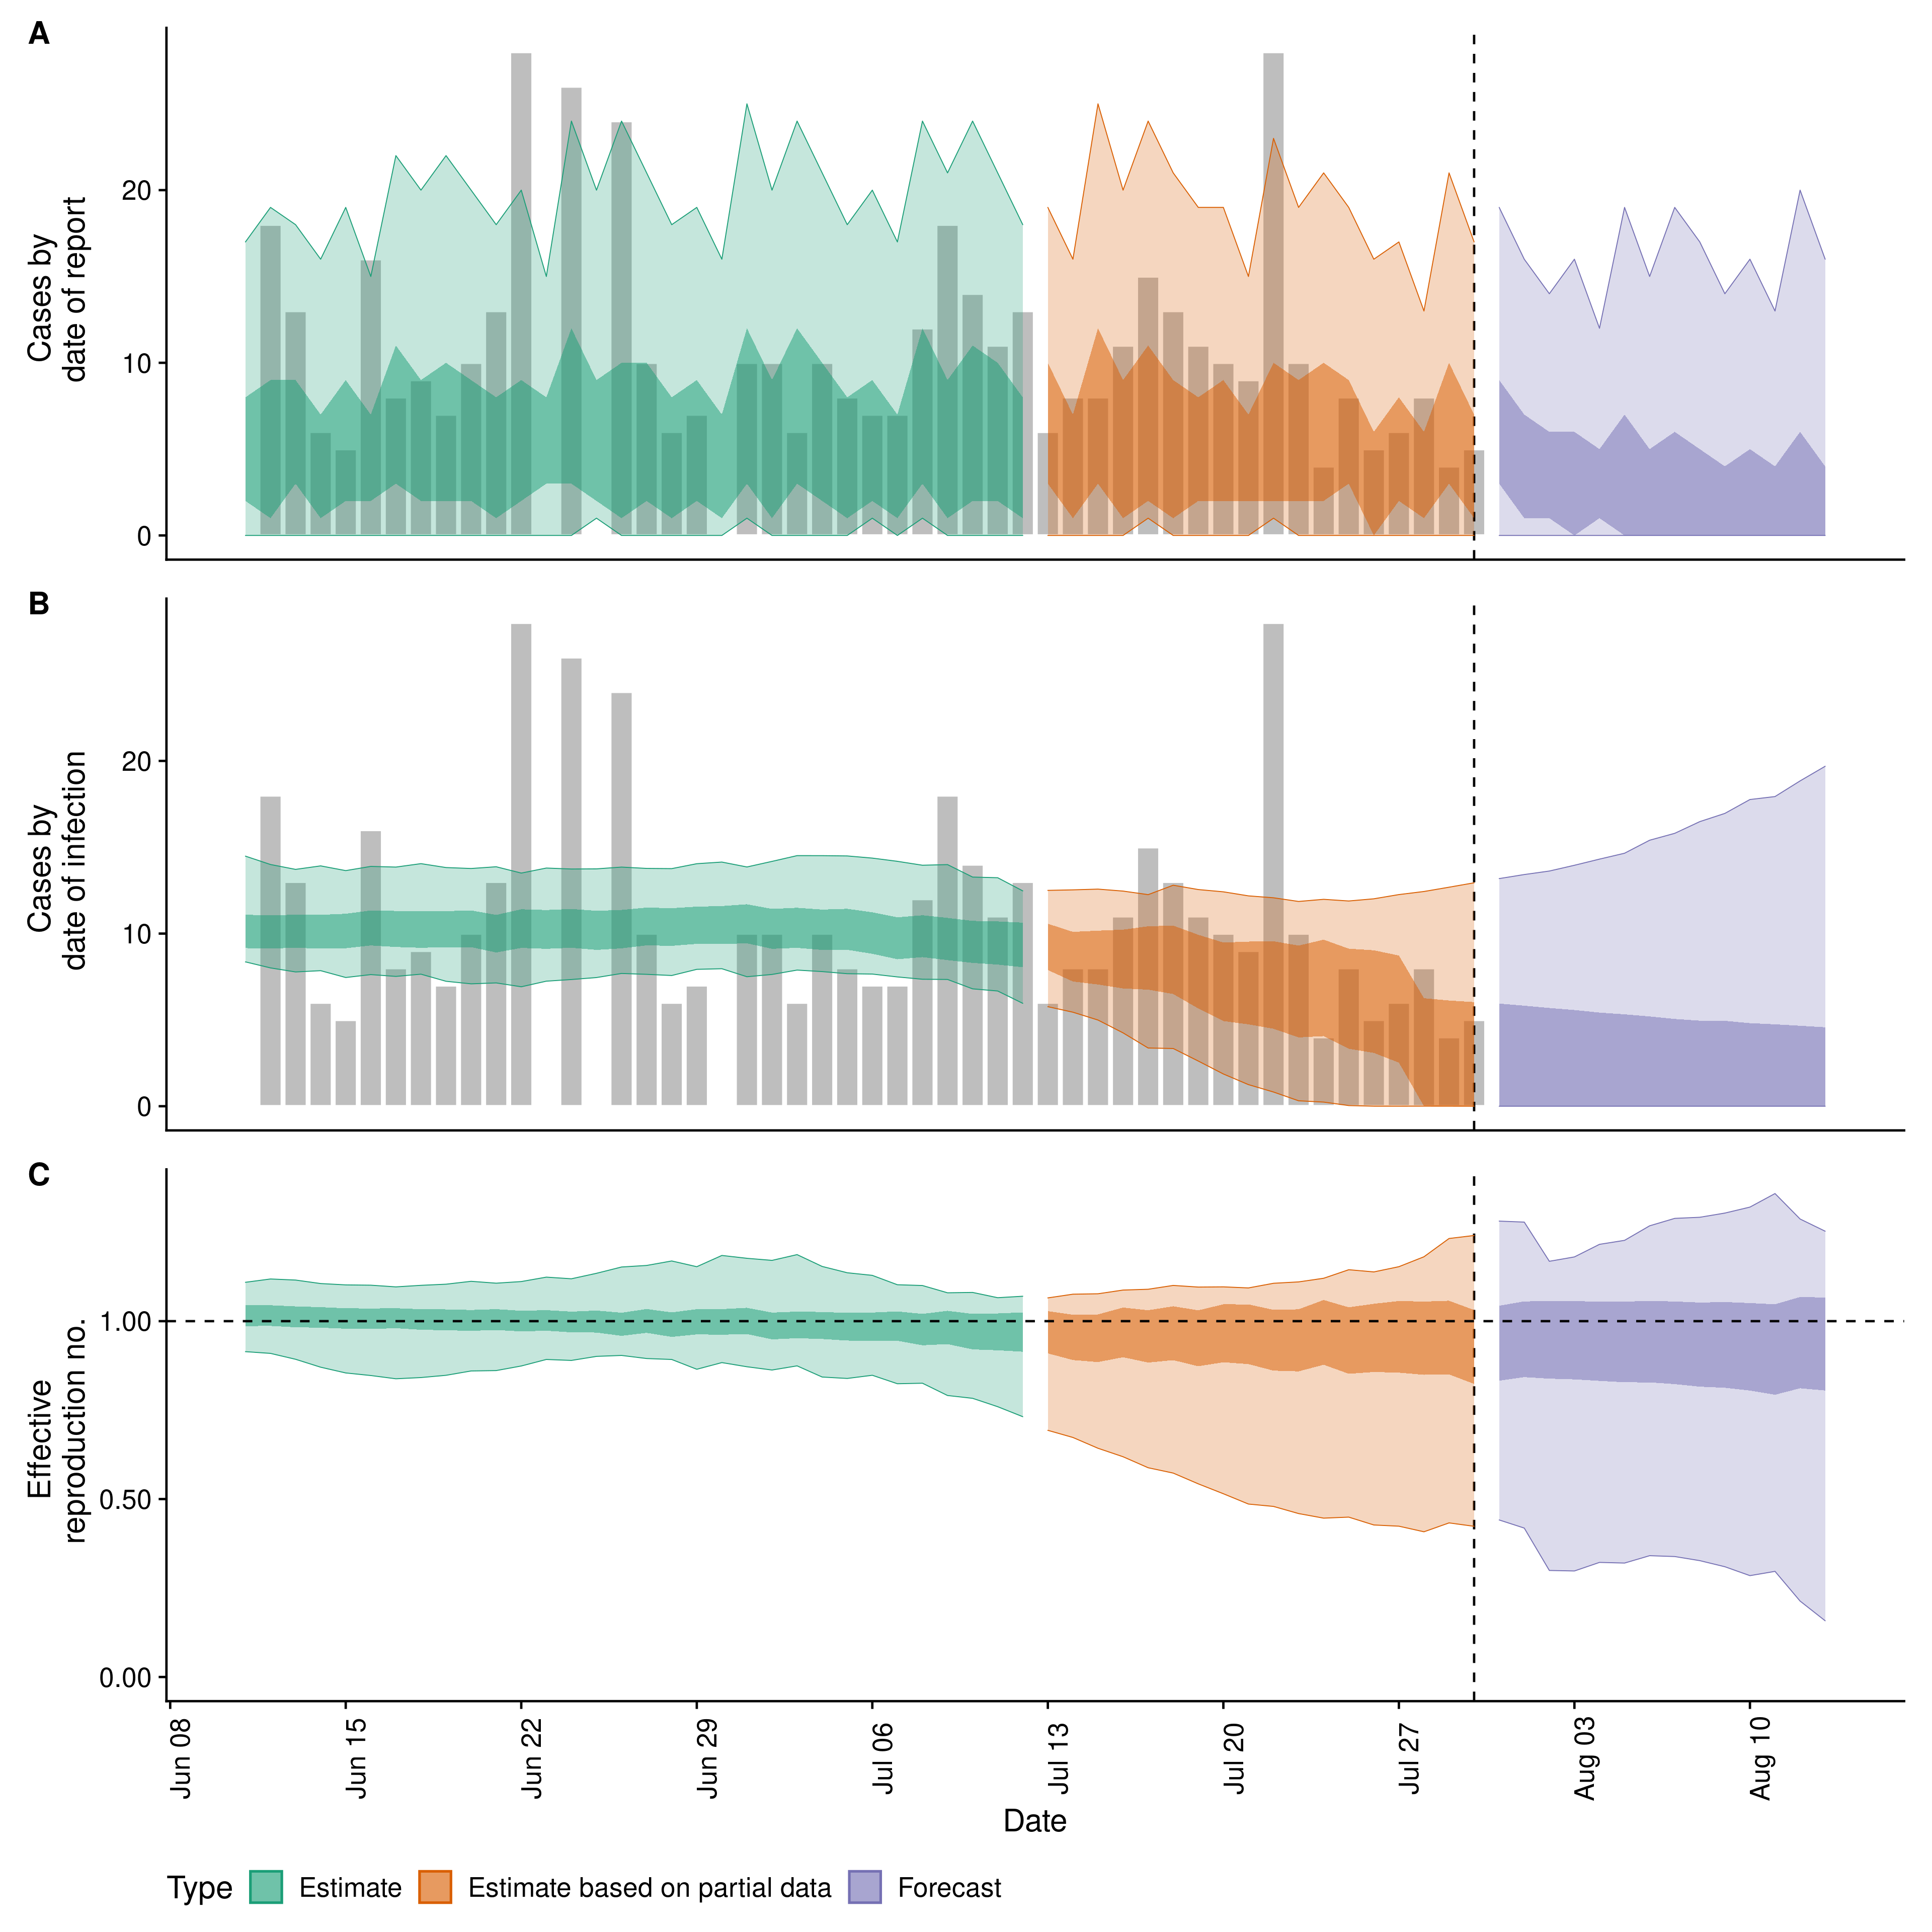 A
Cases by
date of report
20
10
0
B
Cases by
date of infection
20
10
0
C
Effective
reproduction no.
1.00
0.50
0.00
Jun 08
Jun 15
Jun 22
Jun 29
Jul 06
Jul 13
Jul 20
Jul 27
Aug 03
Aug 10
Date
Type Estimate Estimate based on partial data Forecast